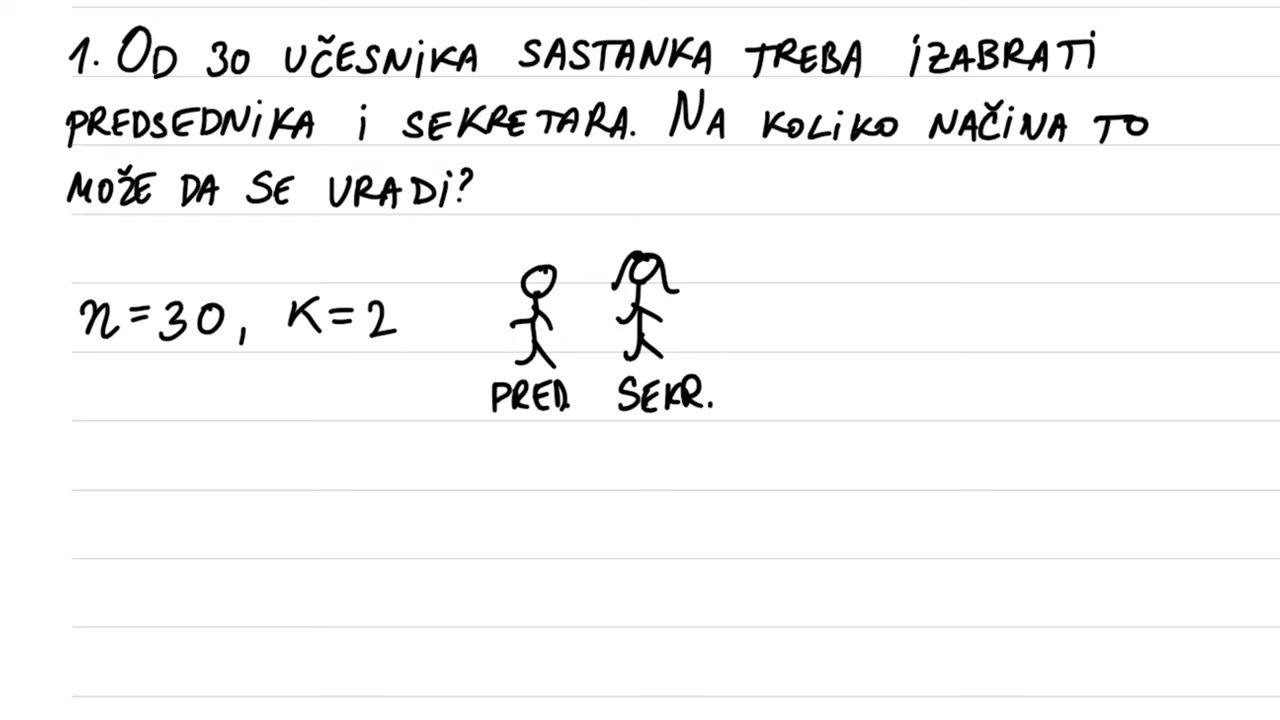 1. OD 30 UČESNIKA SASTANKA TREBA IZABRATI
PREDSEDNIKA I SEKRETARA. NA KOLIKO NAČINA TO
MOŽE DA SE URADI?
n=30, K=2
PRED. SEKR.